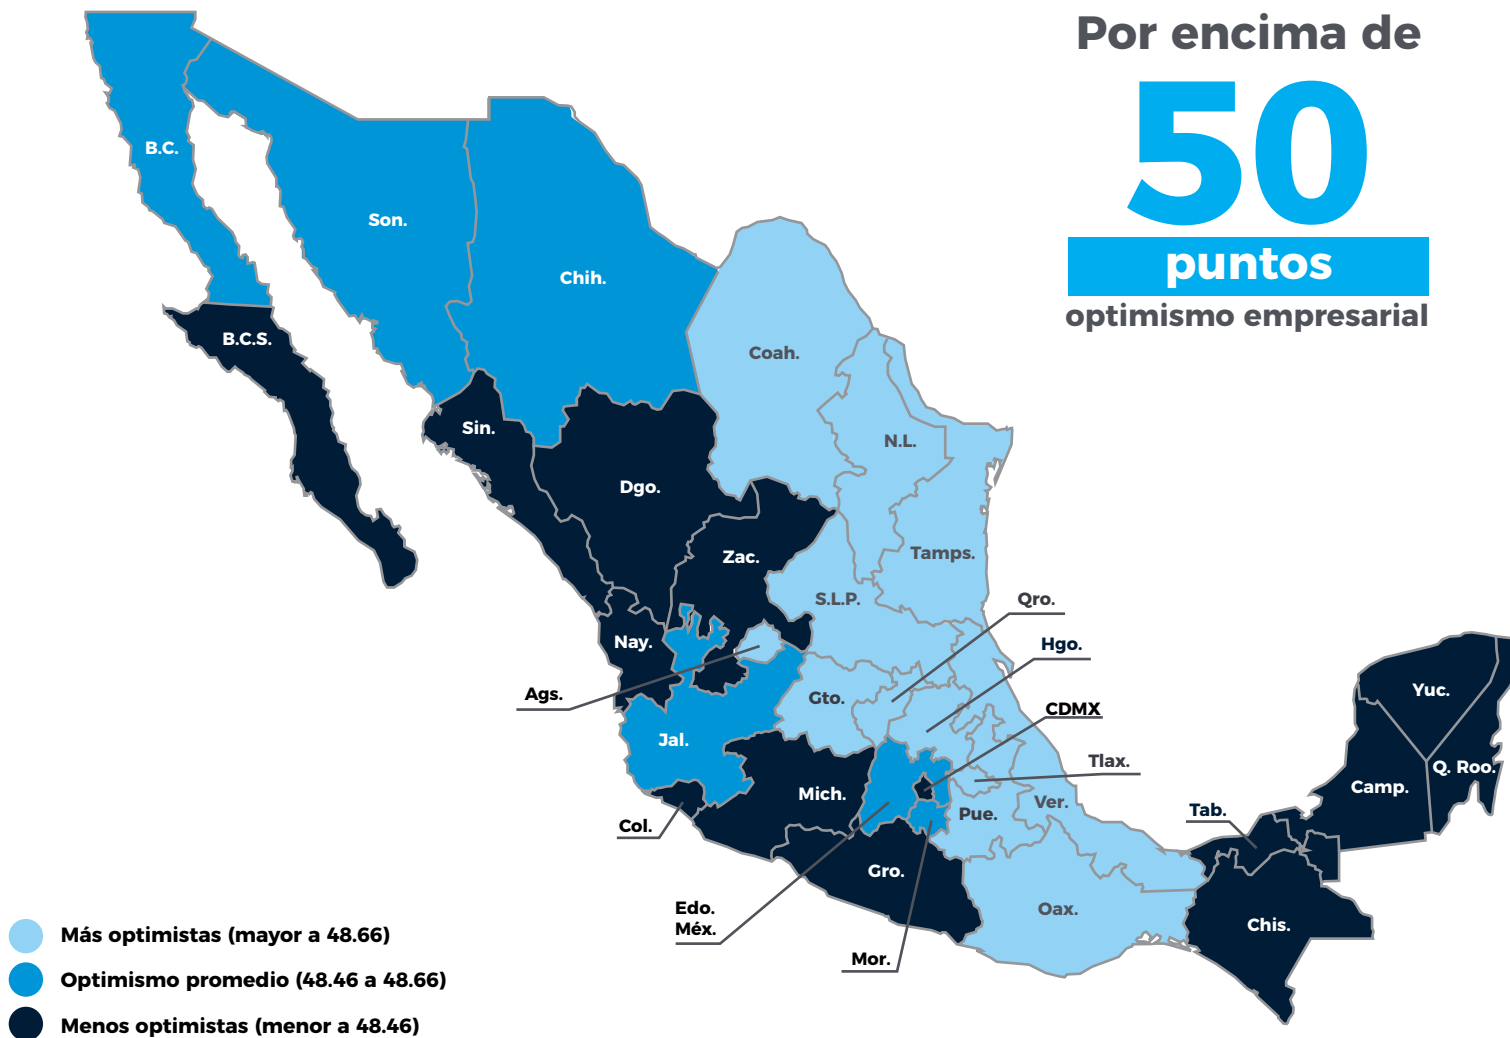 Por encima de
50
puntos
optimismo empresarial
B.C.
Son.
Chih.
B.C.S.
Coah.
Sin.
N.L.
Dgo.
Zac.
Tamps.
S.L.P.
Qro.
Nay.
Hgo.
Ags.
Gto.
CDMX
Yuc.
Jal.
Tlax.
Q. Roo.
Mich.
Camp.
Ver.
Pue.
Tab.
Col.
Gro.
Edo.
Méx.
Oax.
Chis.
Mor.
Más optimistas (mayor a 48.66)
Optimismo promedio (48.46 a 48.66)
Menos optimistas (menor a 48.46)